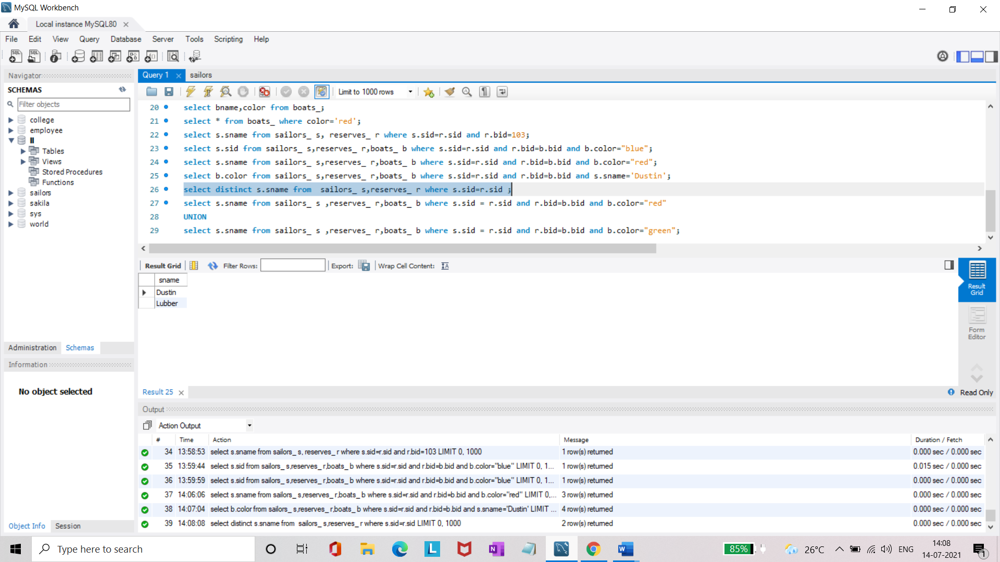 MySQL Workbench
Local instance MySQL80
File Edit View Query Database Server Tools Scripting Help
Navigator
SCHEMAS
Filter objects
college
employee
ll
Tables
Views
Stored Procedures
Functions
sailors
sakila
sys
world
Administration Schemas
Information
No object selected
Object Info Session
Query 1 sailors
Limit to 1000 rows
20 select bname,color from boats_;
21 select * from boats_ where color='red';
22 select s.sname from sailors_ s, reserves_ r where s.sid=r.sid and r.bid=103;
23 select s.sid from sailors_ s,reserves_ r,boats_ b where s.sid=r.sid and r.bid=b.bid and b.color="blue";
24 select s.sname from sailors_ s,reserves_ r,boats_ b where s.sid=r.sid and r.bid=b.bid and b.color="red";
25 select b.color from sailors_ s,reserves_ r,boats_ b where s.sid=r.sid and r.bid=b.bid and s.sname='Dustin';
26 select distinct s.sname from  sailors_ s,reserves_ r where s.sid=r.sid ;
27 select s.sname from sailors_ s ,reserves_ r,boats_ b where s.sid = r.sid and r.bid=b.bid and b.color="red"
28 UNION
29 select s.sname from sailors_ s ,reserves_ r,boats_ b where s.sid = r.sid and r.bid=b.bid and b.color="green";
Result Grid Filter Rows: Export: Wrap Cell Content:
sname
Dustin
Lubber
Result Grid
Form Editor
Result 25
Read Only
Output
Action Output
# Time Action Message Duration / Fetch
34 13:58:53 select s.sname from sailors_ s, reserves_ r where s.sid=r.sid and r.bid=103 LIMIT 0, 1000 1 row(s) returned 0.000 sec / 0.000 sec
35 13:59:44 select s.sid from sailors_ s,reserves_ r,boats_ b where s.sid=r.sid and r.bid=b.bid and b.color="blue" LIMIT 0, 1... 1 row(s) returned 0.015 sec / 0.000 sec
36 13:59:59 select s.sid from sailors_ s,reserves_ r,boats_ b where s.sid=r.sid and r.bid=b.bid and b.color="blue" LIMIT 0, 1... 1 row(s) returned 0.000 sec / 0.000 sec
37 14:06:06 select s.sname from sailors_ s,reserves_ r,boats_ b where s.sid=r.sid and r.bid=b.bid and b.color="red" LIMIT 0,... 3 row(s) returned 0.000 sec / 0.000 sec
38 14:07:04 select b.color from sailors_ s,reserves_ r,boats_ b where s.sid=r.sid and r.bid=b.bid and s.sname='Dustin' LIMIT ... 4 row(s) returned 0.000 sec / 0.000 sec
39 14:08:08 select distinct s.sname from  sailors_ s,reserves_ r where s.sid=r.sid LIMIT 0, 1000 2 row(s) returned 0.000 sec / 0.000 sec
Type here to search
85%
26°C
ENG
14:08
14-07-2021
1